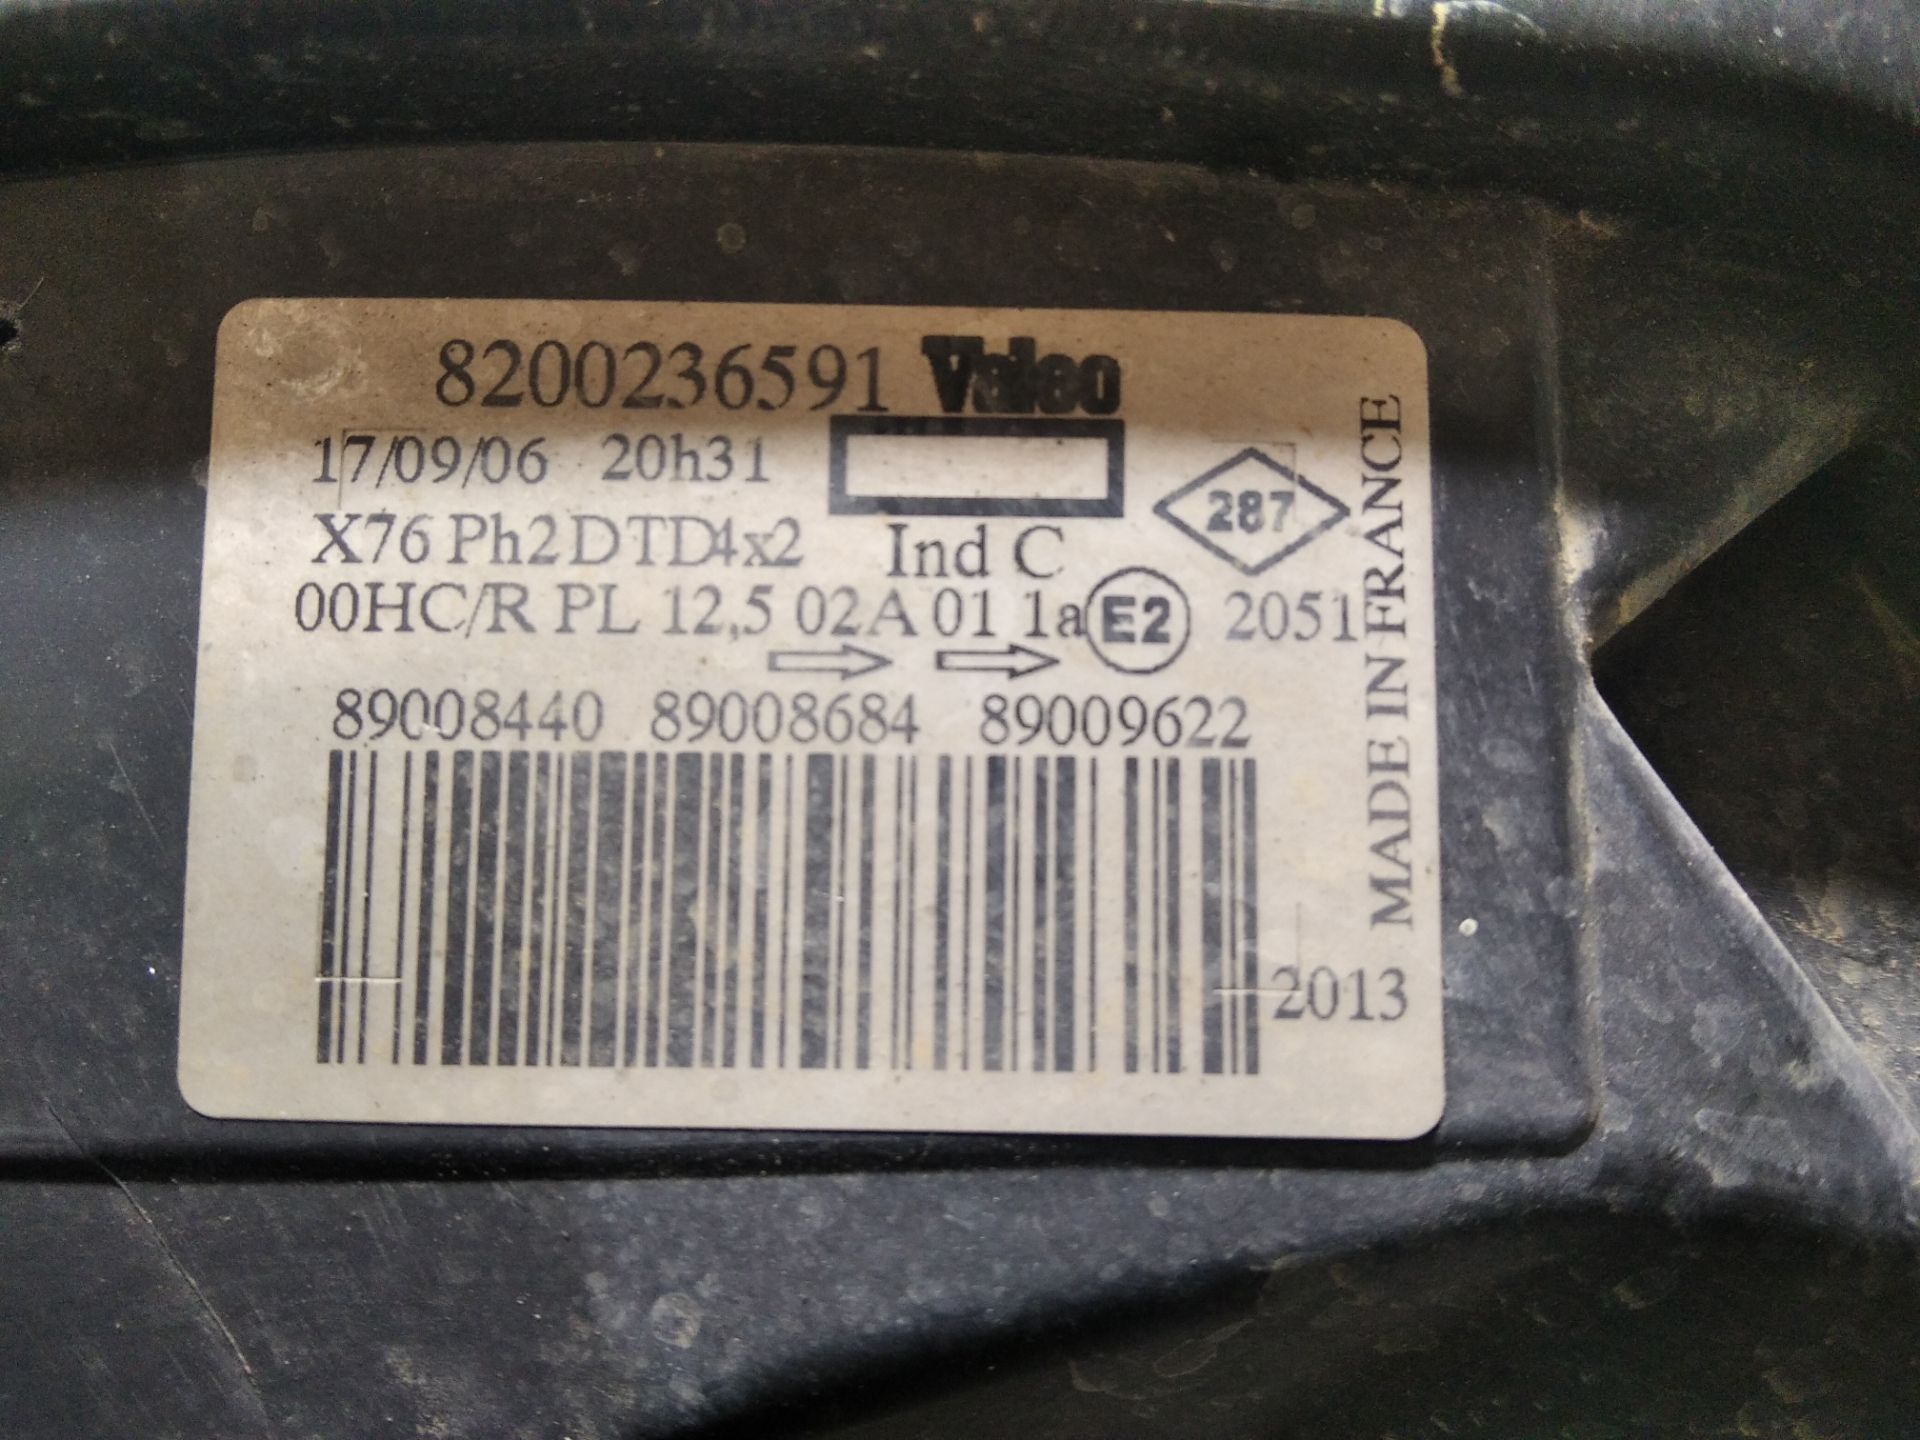 8200236591 Valeo
17/09/06 20h31
287
X76 Ph2 DTD4x2 Ind C
00HC/R PL 12,5 02A 01 1a E2 2051
89008440 89008684 89009622
2013
MADE IN FRANCE